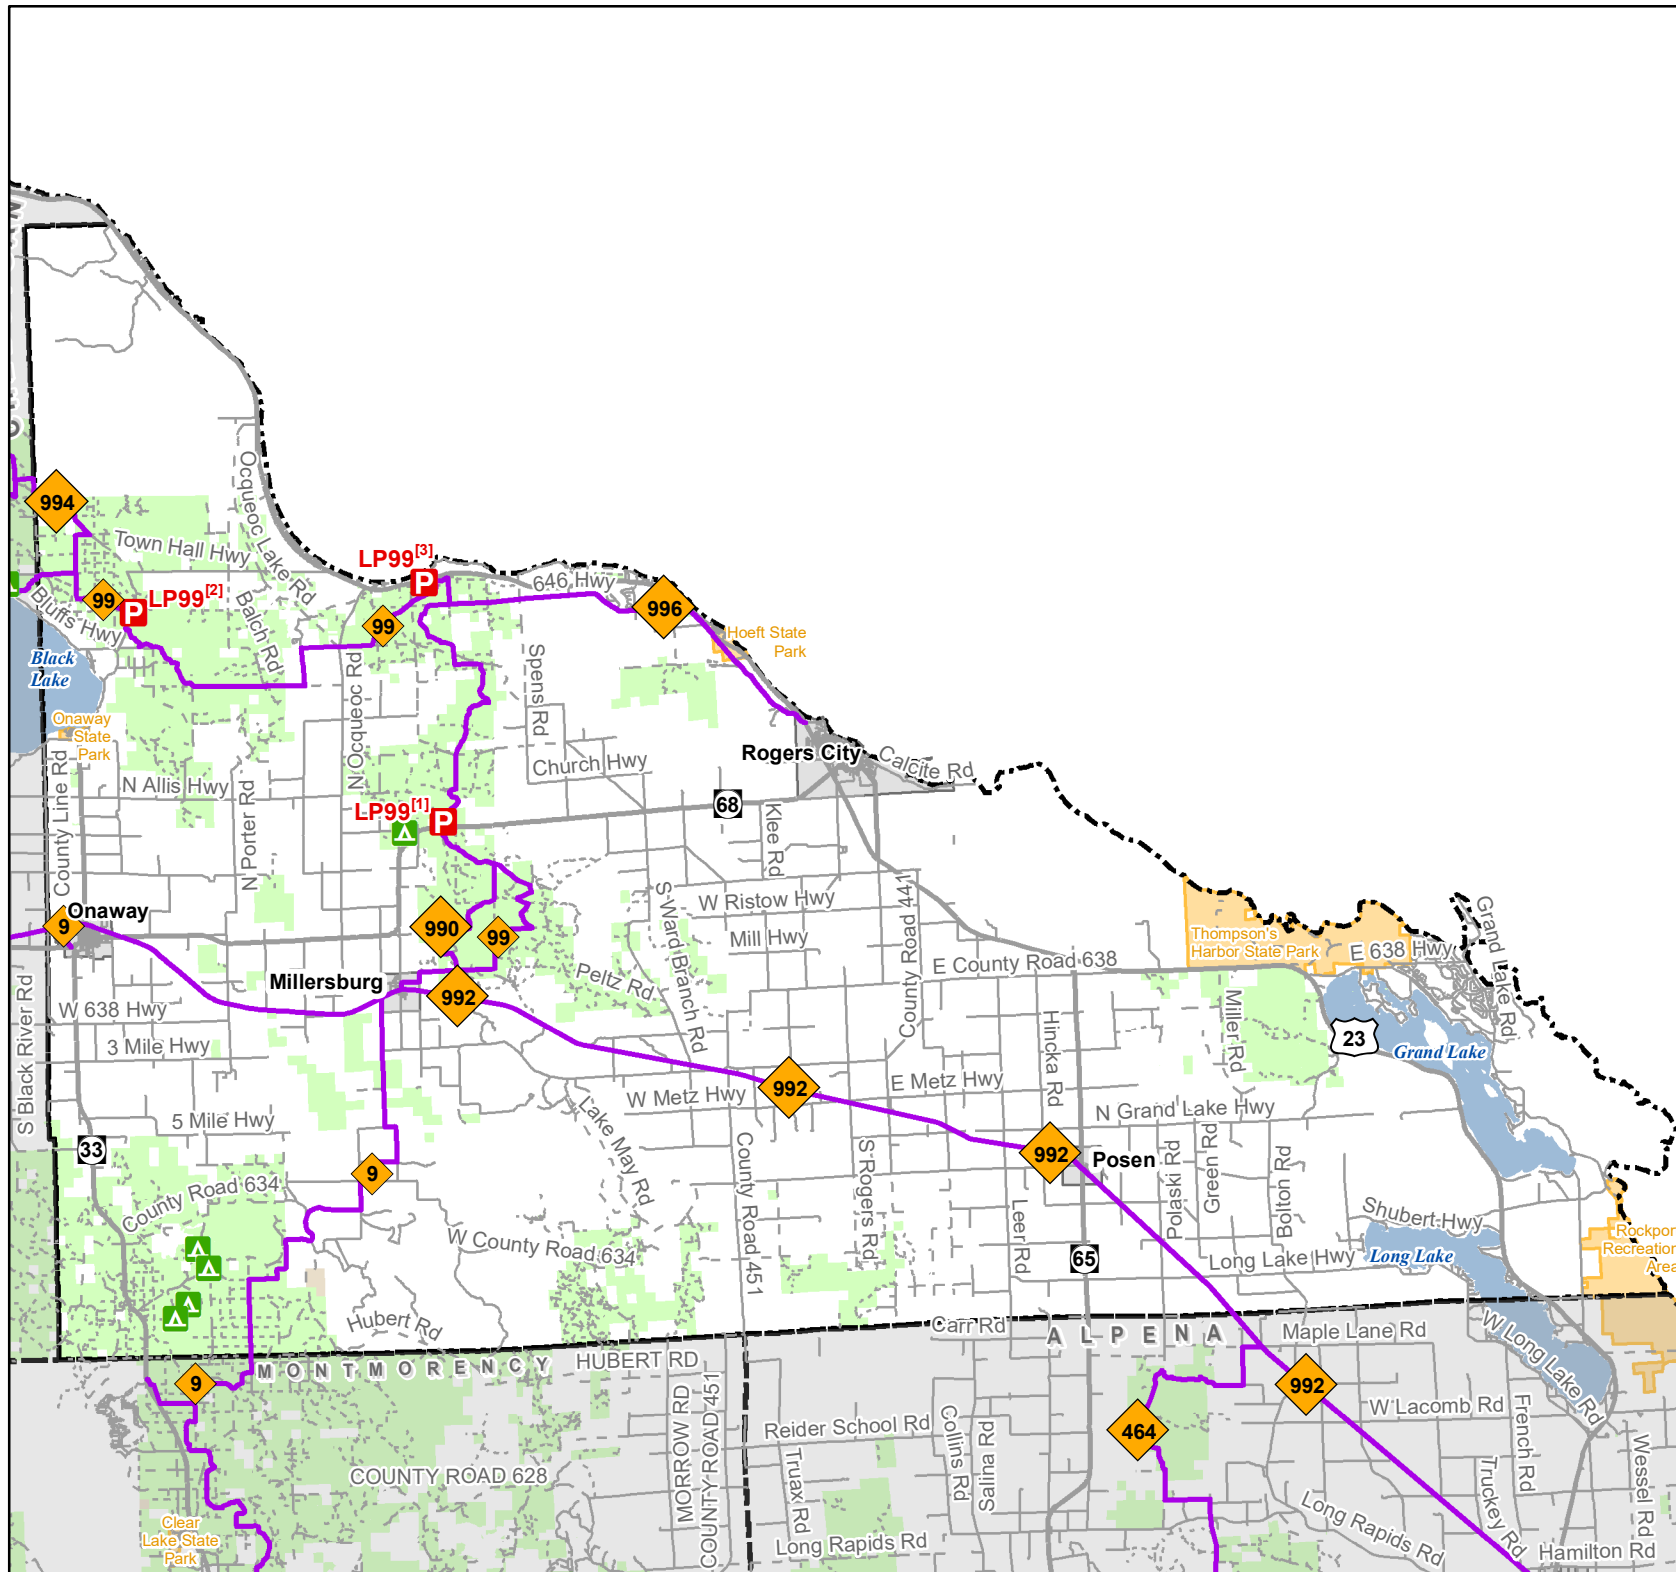 994
Town Hall Hwy
Ocqueoc Lake Rd
LP99[3]
P
646 Hwy
996
99
P
LP99[2]
99
Bluffs Hwy
Balch Rd
Hoeft State
Park
Black
Lake
Onaway
State
Park
N Ocqueoc Rd
Spens Rd
Rogers City
Calcite Rd
Church Hwy
County Line Rd
N Allis Hwy
N Porter Rd
LP99[1]
P
68
Klee Rd
9
Onaway
990
99
S Ward Branch Rd
W Ristow Hwy
Mill Hwy
County Road 441
E County Road 638
Thompson's
Harbor State Park
E 638 Hwy
Grand Lake Rd
Millersburg
992
Peltz Rd
S Black River Rd
W 638 Hwy
3 Mile Hwy
Hincka Rd
Miller Rd
23
Grand Lake
W Metz Hwy
992
E Metz Hwy
5 Mile Hwy
Lake May Rd
N Grand Lake Hwy
33
9
County Road 451
S Rogers Rd
992
Posen
Polaski Rd
Green Rd
Bolton Rd
County Road 634
W County Road 634
Leer Rd
65
Shubert Hwy
Long Lake Hwy
Long Lake
Rockpor
Recreation
Area
Hubert Rd
Carr Rd
ALPENA
Maple Lane Rd
W Long Lake Rd
MONTMORENCY
HUBERT RD
9
992
MORROW RD
COUNTY ROAD 451
Reider School Rd
Collins Rd
Salina Rd
464
W Lacomb Rd
French Rd
COUNTY ROAD 628
Truax Rd
Truckey Rd
Wessel Rd
Clear
Lake State
Park
Long Rapids Rd
Long Rapids Rd
Hamilton Rd